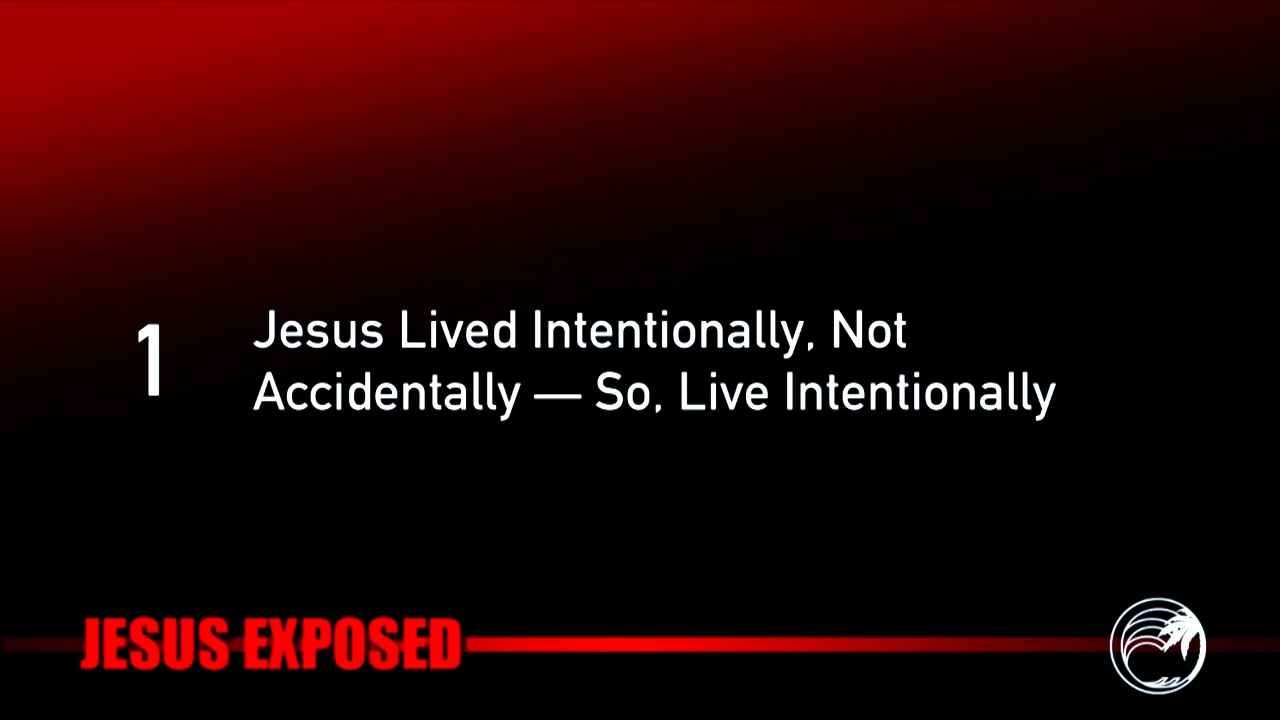 1
Jesus Lived Intentionally, Not
Accidentally — So, Live Intentionally
JESUS EXPOSED